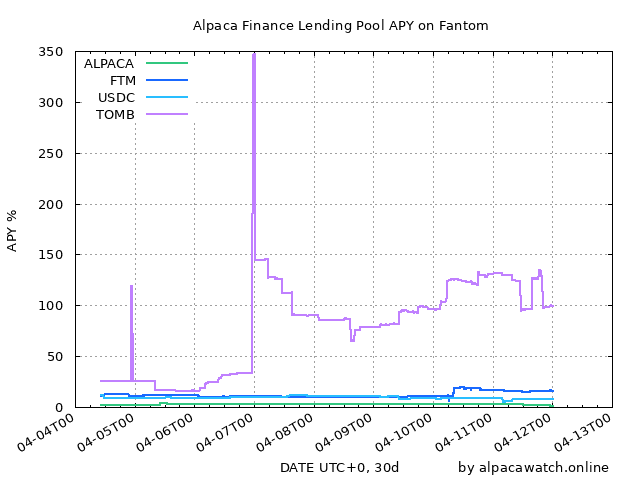 Alpaca Finance Lending Pool APY on Fantom
350
300
250
200
150
100
50
0
APY %
ALPACA
FTM
USDC
TOMB
04-04T00
04-05T00
04-06T00
04-07T00
04-08T00
04-09T00
04-10T00
04-11T00
04-12T00
04-13T00
DATE UTC+0, 30d
by alpacawatch.online